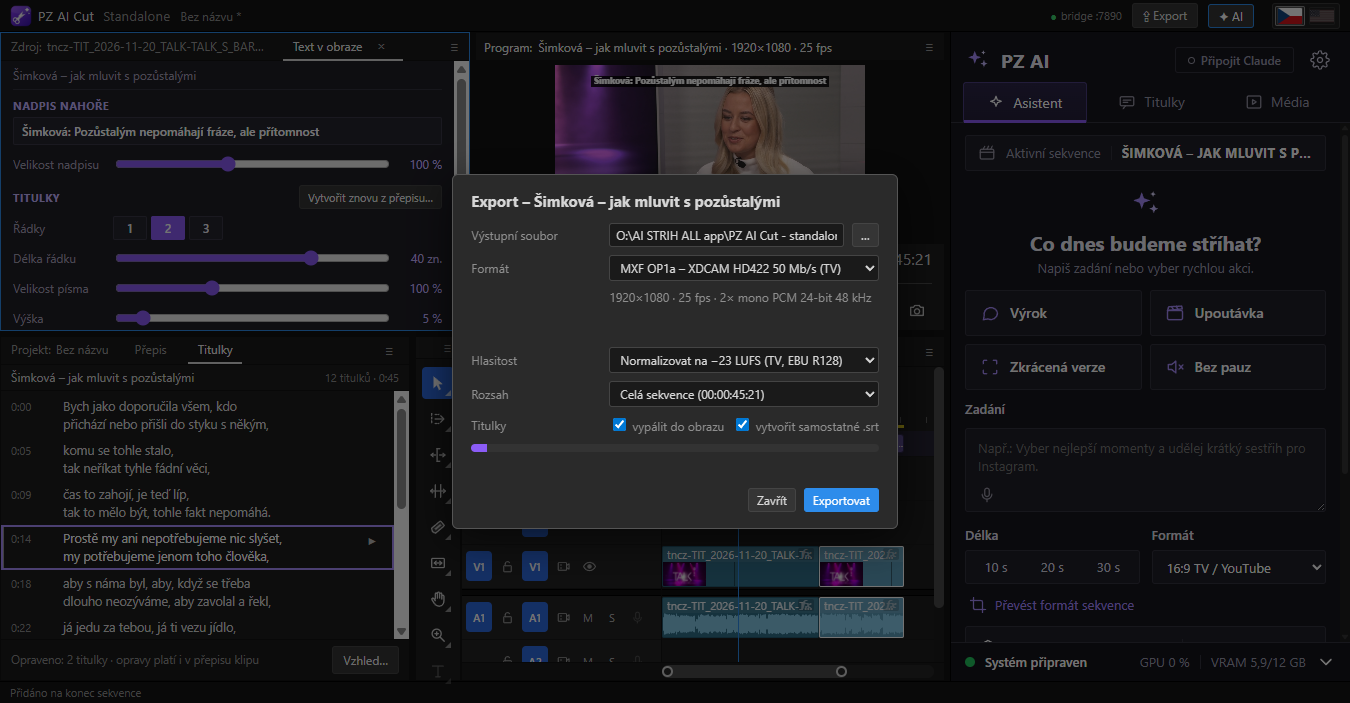 PZ AI Cut Standalone Bez názvu *
bridge :7890
Export
AI
Zdroj: tncz-TIT_2026-11-20_TALK-TALK_S_BAR...
Text v obraze
Šimková – jak mluvit s pozůstalými
NADPIS NAHOŘE
Šimková: Pozůstalým nepomáhají fráze, ale přítomnost
Velikost nadpisu 100 %
TITULKY
Vytvořit znovu z přepisu...
Řádky 1 2 3
Délka řádku 40 zn.
Velikost písma 100 %
Výška 5 %
Program: Šimková – jak mluvit s pozůstalými · 1920×1080 · 25 fps
Šimková: Pozůstalým nepomáhají fráze, ale přítomnost
45:21
Export – Šimková – jak mluvit s pozůstalými
Výstupní soubor O:\AI STRIH ALL app\PZ AI Cut - standalon ...
Formát MXF OP1a – XDCAM HD422 50 Mb/s (TV)
1920×1080 · 25 fps · 2× mono PCM 24-bit 48 kHz
Hlasitost Normalizovat na −23 LUFS (TV, EBU R128)
Rozsah Celá sekvence (00:00:45:21)
Titulky vypálit do obrazu vytvořit samostatné .srt
Zavřít Exportovat
Projekt: Bez názvu
Přepis
Titulky
Šimková – jak mluvit s pozůstalými 12 titulků · 0:45
0:00 Bych jako doporučila všem, kdo
přichází nebo přišli do styku s někým,
0:05 komu se tohle stalo,
tak neříkat tyhle fádní věci,
0:09 čas to zahojí, je teď líp,
tak to mělo být, tohle fakt nepomáhá.
0:14 Prostě my ani nepotřebujeme nic slyšet,
my potřebujeme jenom toho člověka,
0:18 aby s náma byl, aby, když se třeba
dlouho neozýváme, aby zavolal a řekl,
0:22 já jedu za tebou, já ti vezu jídlo,
Opraveno: 2 titulky · opravy platí i v přepisu klipu
Vzhled...
Přidáno na konec sekvence
V1 V1
tncz-TIT_2026-11-20_TALK-T fx
tncz-TIT_202 fx
TALK
TALK
A1 A1 M S
tncz-TIT_2026-11-20_TALK-T fx
tncz-TIT_202 fx
A2 M S
PZ AI
Připojit Claude
Asistent
Titulky
Média
Aktivní sekvence ŠIMKOVÁ – JAK MLUVIT S P...
Co dnes budeme stříhat?
Napiš zadání nebo vyber rychlou akci.
Výrok
Upoutávka
Zkrácená verze
Bez pauz
Zadání
Např.: Vyber nejlepší momenty a udělej krátký sestřih pro
Instagram.
Délka Formát
10 s 20 s 30 s 16:9 TV / YouTube
Převést formát sekvence
Systém připraven GPU 0 % VRAM 5,9/12 GB